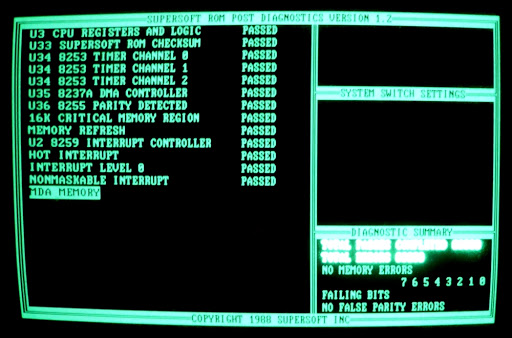 SUPERSOFT ROM POST DIAGNOSTICS VERSION 1.2
U3 CPU REGISTERS AND LOGIC PASSED
U33 SUPERSOFT ROM CHECKSUM PASSED
U34 8253 TIMER CHANNEL 0 PASSED
U34 8253 TIMER CHANNEL 1 PASSED
U34 8253 TIMER CHANNEL 2 PASSED
U35 8237A DMA CONTROLLER PASSED
U36 8255 PARITY DETECTED PASSED
16K CRITICAL MEMORY REGION PASSED
MEMORY REFRESH PASSED
U2 8259 INTERRUPT CONTROLLER PASSED
HOT INTERRUPT PASSED
INTERRUPT LEVEL 0 PASSED
NONMASKABLE INTERRUPT PASSED
MDA MEMORY
SYSTEM SWITCH SETTINGS
DIAGNOSTIC SUMMARY
NO MEMORY ERRORS
7 6 5 4 3 2 1 0
FAILING BITS
NO FALSE PARITY ERRORS
COPYRIGHT 1988 SUPERSOFT INC